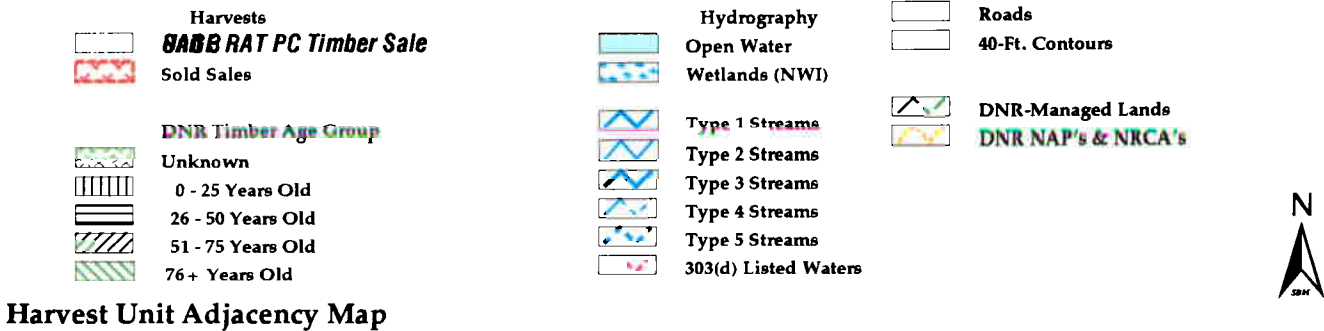 Harvests
RAT PC Timber Sale
Sold Sales
DNR Timber Age Group
Unknown
0 - 25 Years Old
26 - 50 Years Old
51 - 75 Years Old
76+ Years Old
Hydrography
Open Water
Wetlands (NWI)
Type 1 Streams
Type 2 Streams
Type 3 Streams
Type 4 Streams
Type 5 Streams
303(d) Listed Waters
Roads
40-Ft. Contours
DNR-Managed Lands
DNR NAP's & NRCA's
N
SBM
Harvest Unit Adjacency Map